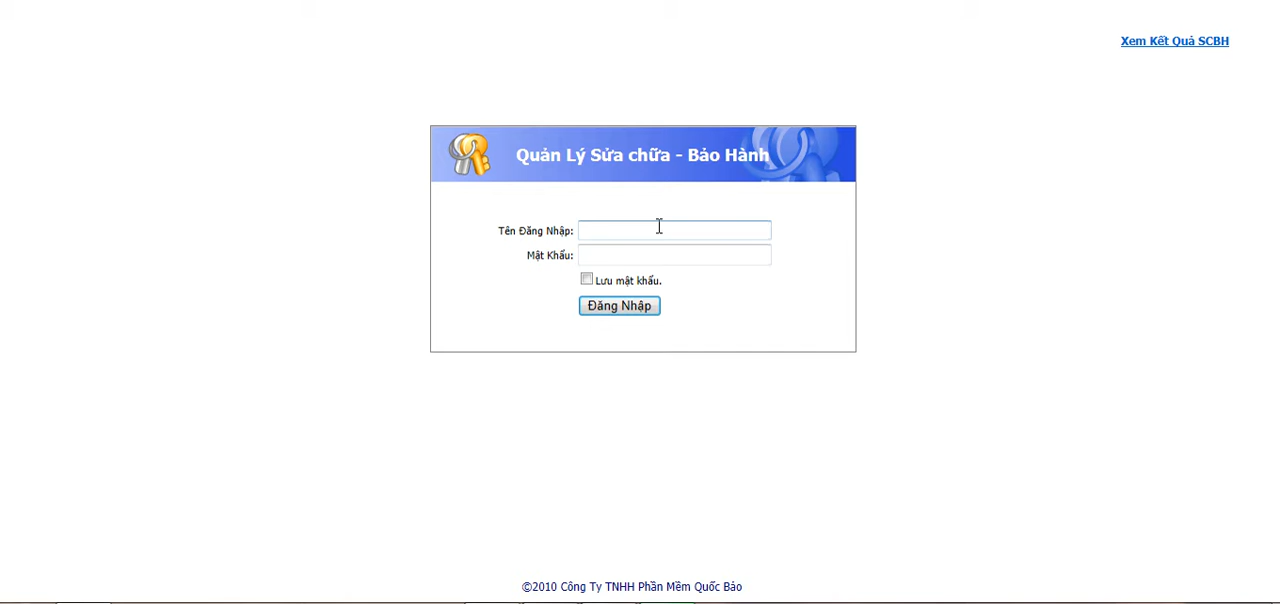 Xem Kết Quả SCBH
Quản Lý Sửa chữa - Bảo Hành
Tên Đăng Nhập:
Mật Khẩu:
Lưu mật khẩu.
Đăng Nhập
©2010 Công Ty TNHH Phần Mềm Quốc Bảo